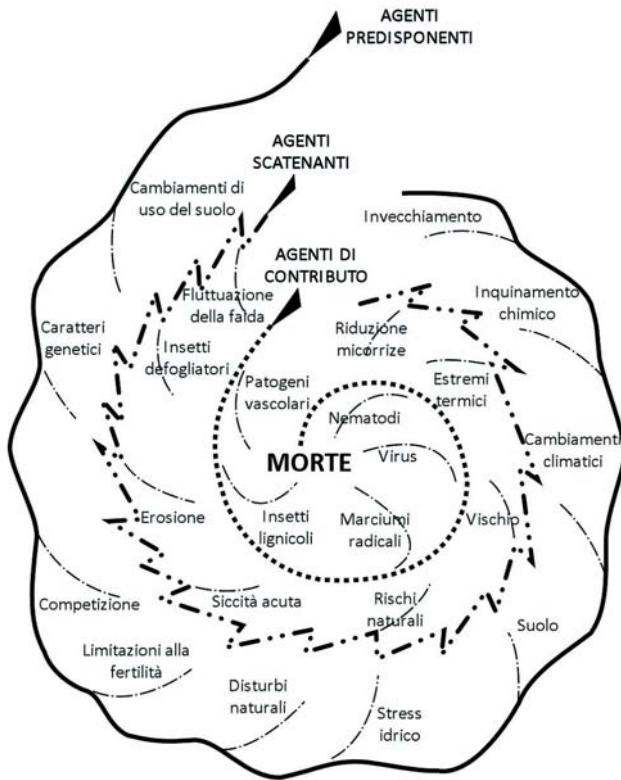 AGENTI
PREDISPONENTI
AGENTI
SCATENANTI
Cambiamenti di
uso del suolo
Invecchiamento
AGENTI DI
CONTRIBUTO
Fluttuazione
della falda
Inquinamento
chimico
Caratteri
genetici
Insetti
defogliatori
Riduzione
micorrize
Estremi
termici
Patogeni
vascolari
Nematodi
Cambiamenti
climatici
MORTE
Virus
Erosione
Insetti
lignicoli
Marciumi
radicali
Vischio
Competizione
Siccità acuta
Rischi
naturali
Suolo
Limitazioni alla
fertilità
Disturbi
naturali
Stress
idrico